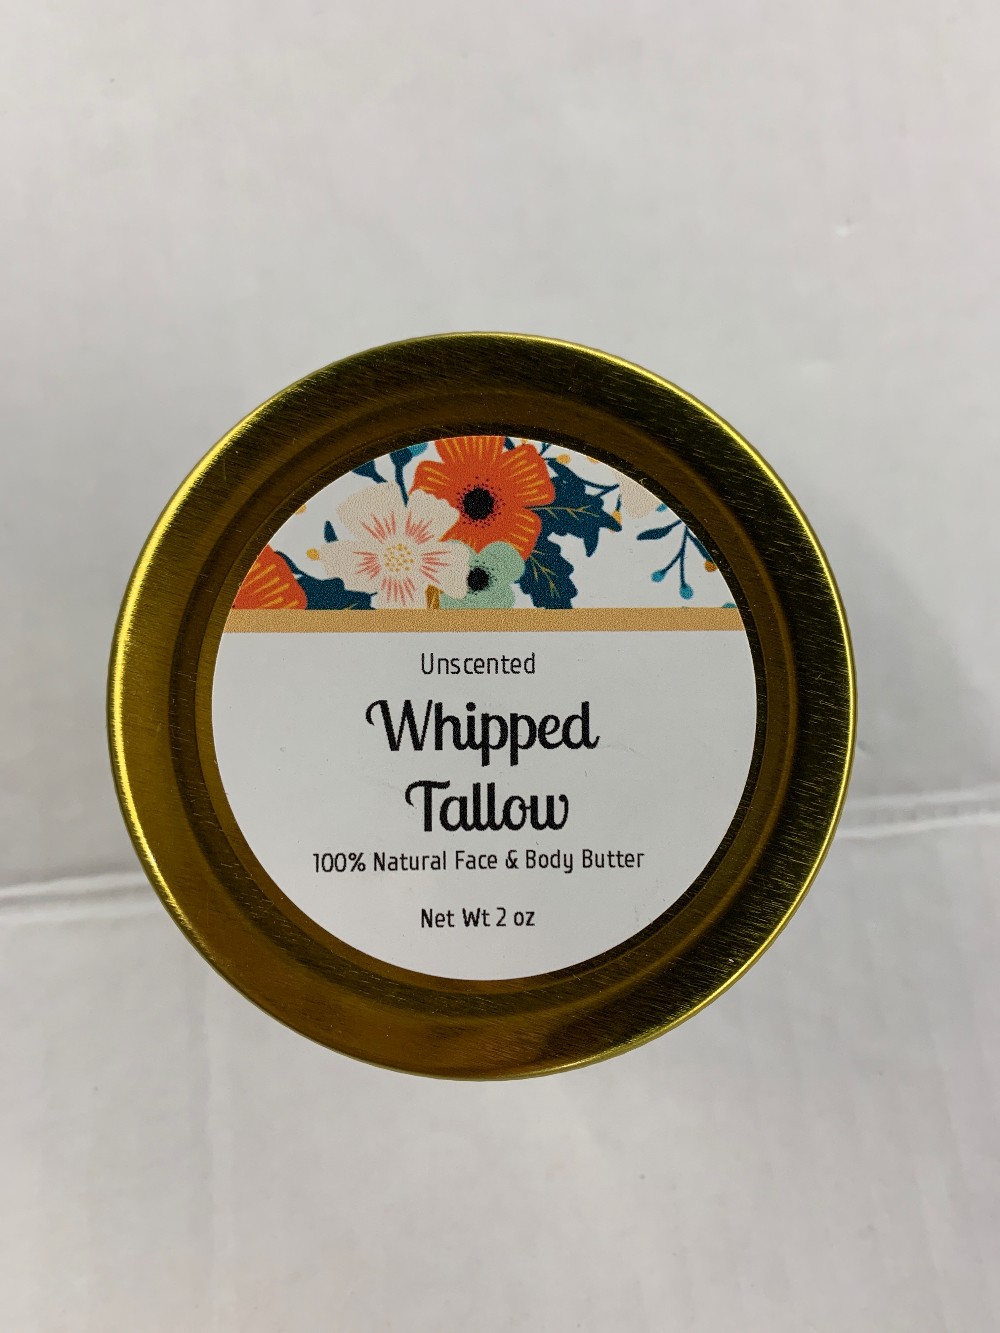 Unscented
Whipped
Tallow
100% Natural Face & Body Butter
Net Wt 2 oz